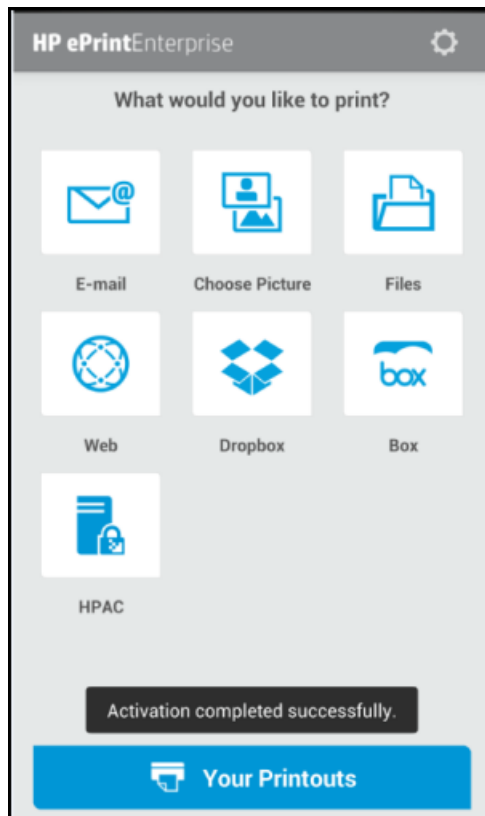 HP ePrintEnterprise
What would you like to print?
@
E-mail Choose Picture Files
box
Web Dropbox Box
HPAC
Activation completed successfully.
Your Printouts